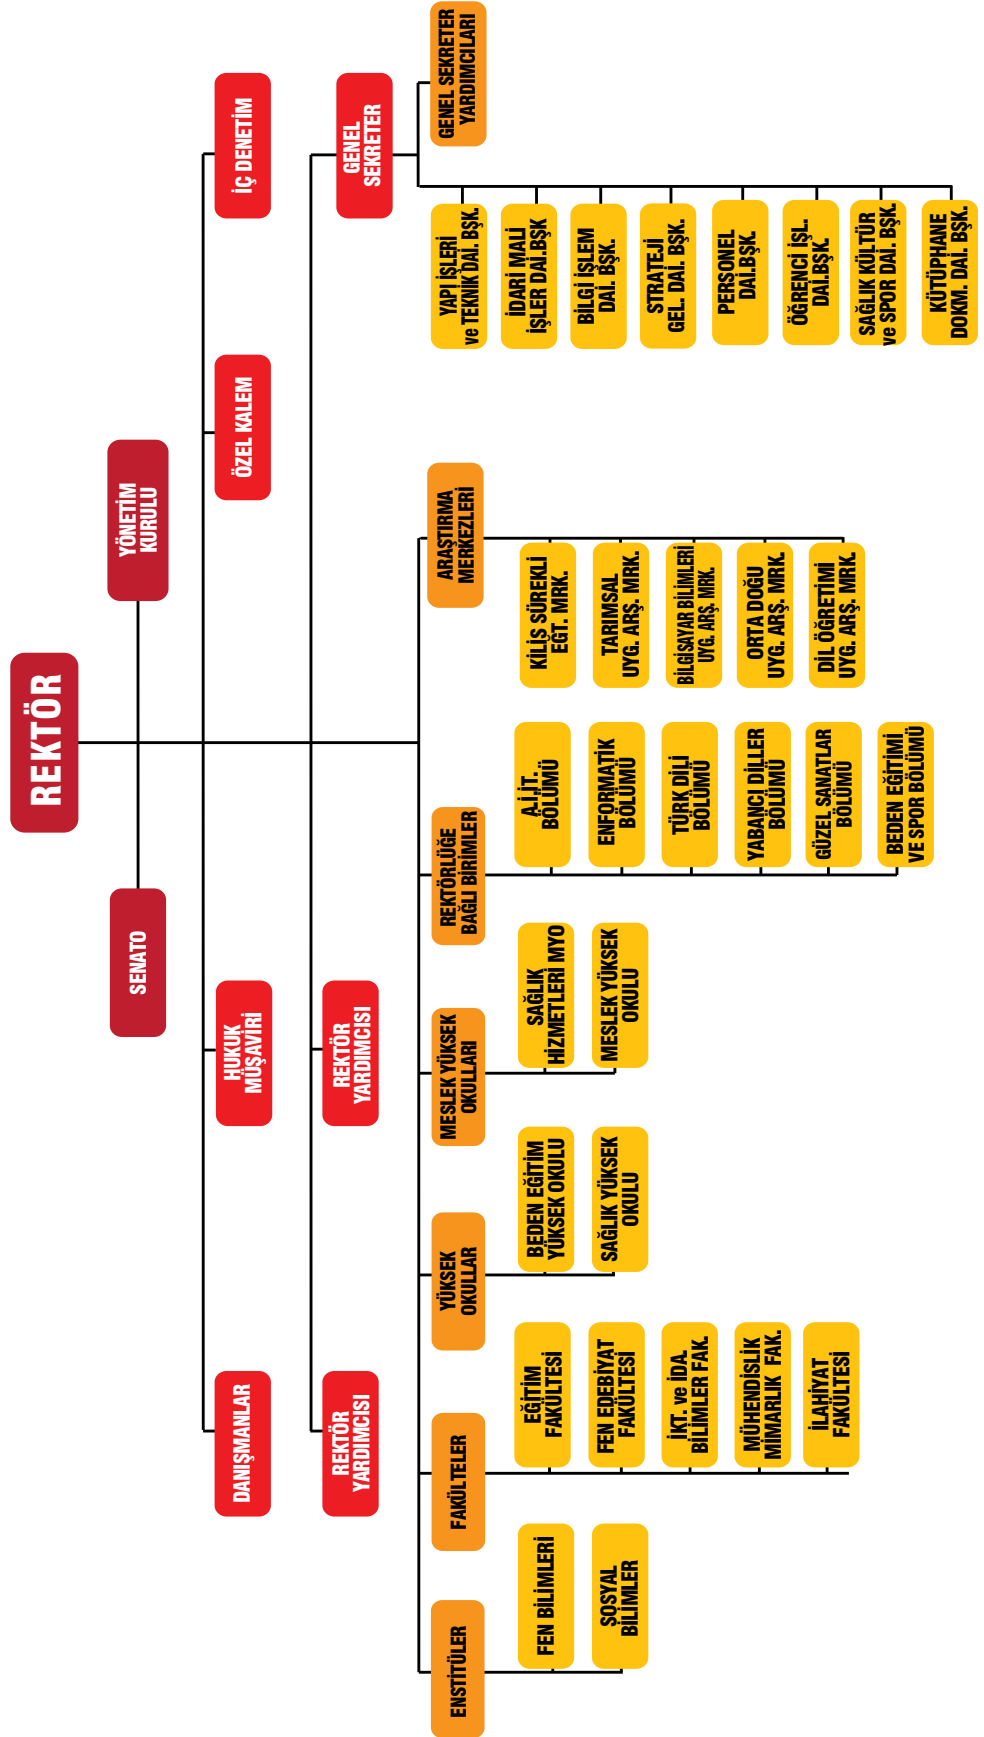 REKTÖR
SENATO
YÖNETİM
KURULU
DANIŞMANLAR
HUKUK
MÜŞAVİRİ
ÖZEL KALEM
İÇ DENETİM
REKTÖR
YARDIMCISI
REKTÖR
YARDIMCISI
GENEL
SEKRETER
GENEL SEKRETER
YARDIMCILARI
YAPI İŞLERİ
ve TEKNİK DAİ. BŞK.
İDARİ MALİ
İŞLER DAİ.BŞK
BİLGİ İŞLEM
DAİ. BŞK.
STRATEJİ
GEL. DAİ. BŞK.
PERSONEL
DAİ.BŞK.
ÖĞRENCİ İŞL.
DAİ.BŞK.
SAĞLIK KÜLTÜR
ve SPOR DAİ. BŞK.
KÜTÜPHANE
DOKM. DAİ. BŞK.
ENSTİTÜLER
FEN BİLİMLERİ
SOSYAL
BİLİMLER
FAKÜLTELER
EĞİTİM
FAKÜLTESİ
FEN EDEBİYAT
FAKÜLTESİ
İKT. ve İDA.
BİLİMLER FAK.
MÜHENDİSLİK
MİMARLIK FAK.
İLAHİYAT
FAKÜLTESİ
YÜKSEK
OKULLAR
BEDEN EĞİTİM
YÜKSEK OKULU
SAĞLIK YÜKSEK
OKULU
MESLEK YÜKSEK
OKULLARI
SAĞLIK
HİZMETLERİ MYO
MESLEK YÜKSEK
OKULU
REKTÖRLÜĞE
BAĞLI BİRİMLER
A.İ.İT.
BÖLÜMÜ
ENFORMATİK
BÖLÜMÜ
TÜRK DİLİ
BÖLÜMÜ
YABANCI DİLLER
BÖLÜMÜ
GÜZEL SANATLAR
BÖLÜMÜ
BEDEN EĞİTİMİ
VE SPOR BÖLÜMÜ
ARAŞTIRMA
MERKEZLERİ
KİLİS SÜREKLİ
EĞT. MRK.
TARIMSAL
UYG. ARŞ. MRK.
BİLGİSAYAR BİLİMLERİ
UYG. ARŞ. MRK.
ORTA DOĞU
UYG. ARŞ. MRK.
DİL ÖĞRETİMİ
UYG. ARŞ. MRK.